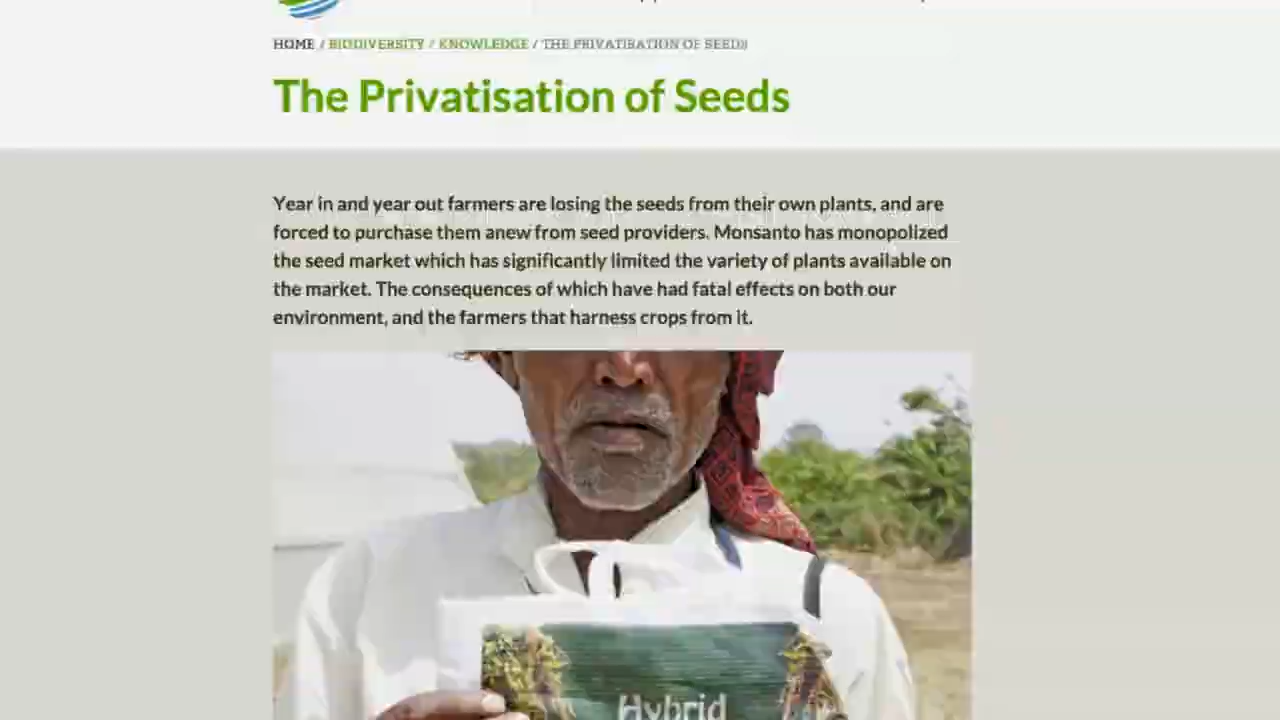 HOME / BIODIVERSITY / KNOWLEDGE / THE PRIVATISATION OF SEEDS
The Privatisation of Seeds
Year in and year out farmers are losing the seeds from their own plants, and are
forced to purchase them anew from seed providers. Monsanto has monopolized
the seed market which has significantly limited the variety of plants available on
the market. The consequences of which have had fatal effects on both our
environment, and the farmers that harness crops from it.
Hybrid